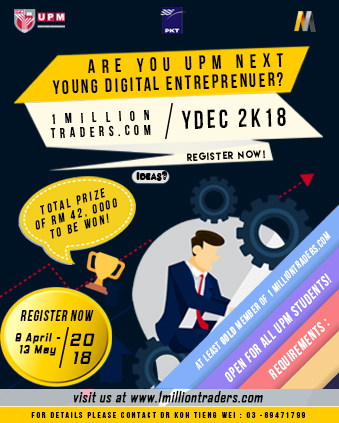 UPM
PKT
ARE YOU UPM NEXT
YOUNG DIGITAL ENTREPRENUER?
1MILLION
TRADERS.COM
YDEC 2K18
REGISTER NOW!
IDEAS?
TOTAL PRIZE
OF RM 42, 0000
TO BE WON!
REGISTER NOW
8 April -
13 May
20
18
AT LEAST GOLD MEMBER OF 1 MILLIONTRADERS.COM
OPEN FOR ALL UPM STUDENTS!
REQUIREMENTS :
visit us at www.1milliontraders.com
FOR DETAILS PLEASE CONTACT DR KOH TIENG WEI : 03 -89471799